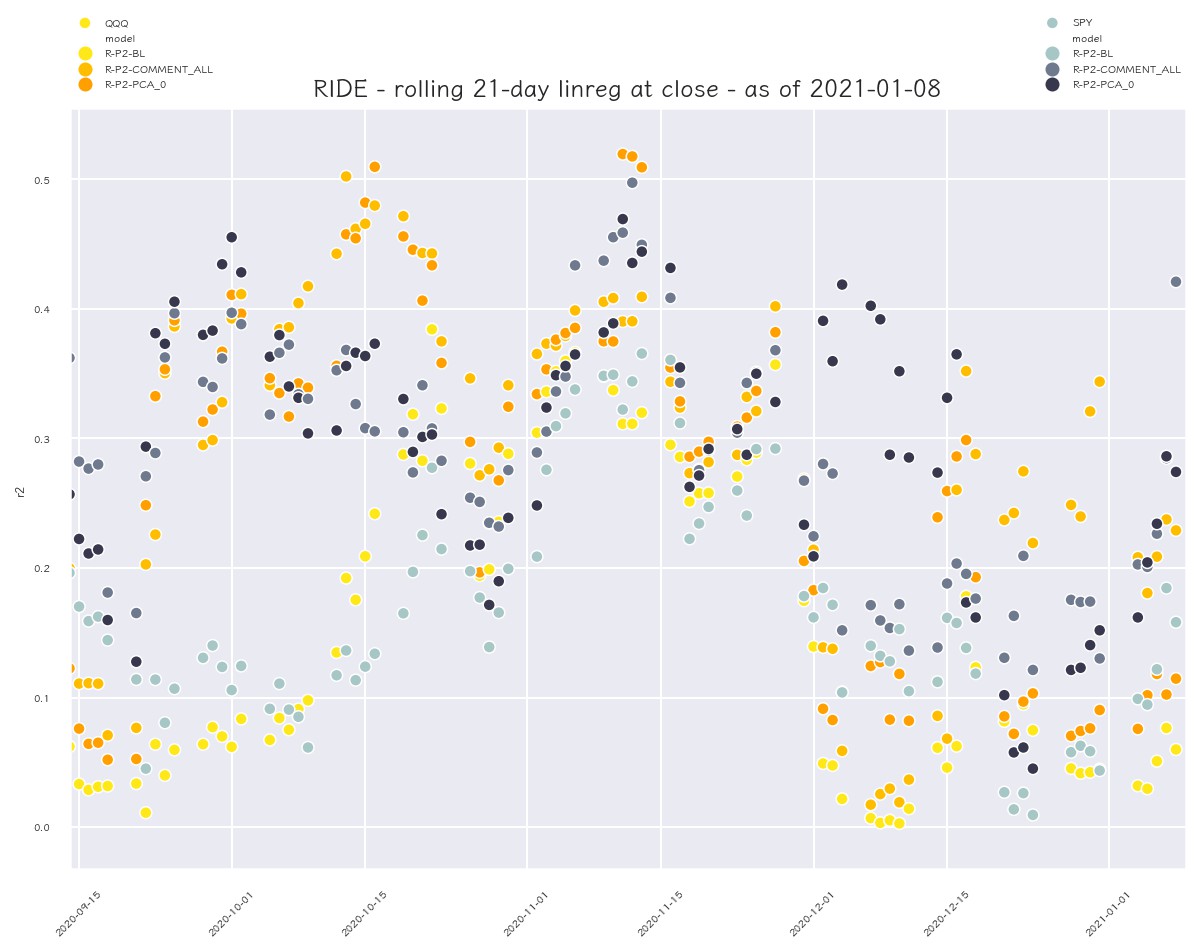 QQQ
model
R-P2-BL
R-P2-COMMENT_ALL
R-P2-PCA_0
SPY
model
R-P2-BL
R-P2-COMMENT_ALL
R-P2-PCA_0
RIDE - rolling 21-day linreg at close - as of 2021-01-08
0.5
0.4
0.3
0.2
0.1
0.0
r2
2020-09-15
2020-10-01
2020-10-15
2020-11-01
2020-11-15
2020-12-01
2020-12-15
2021-01-01